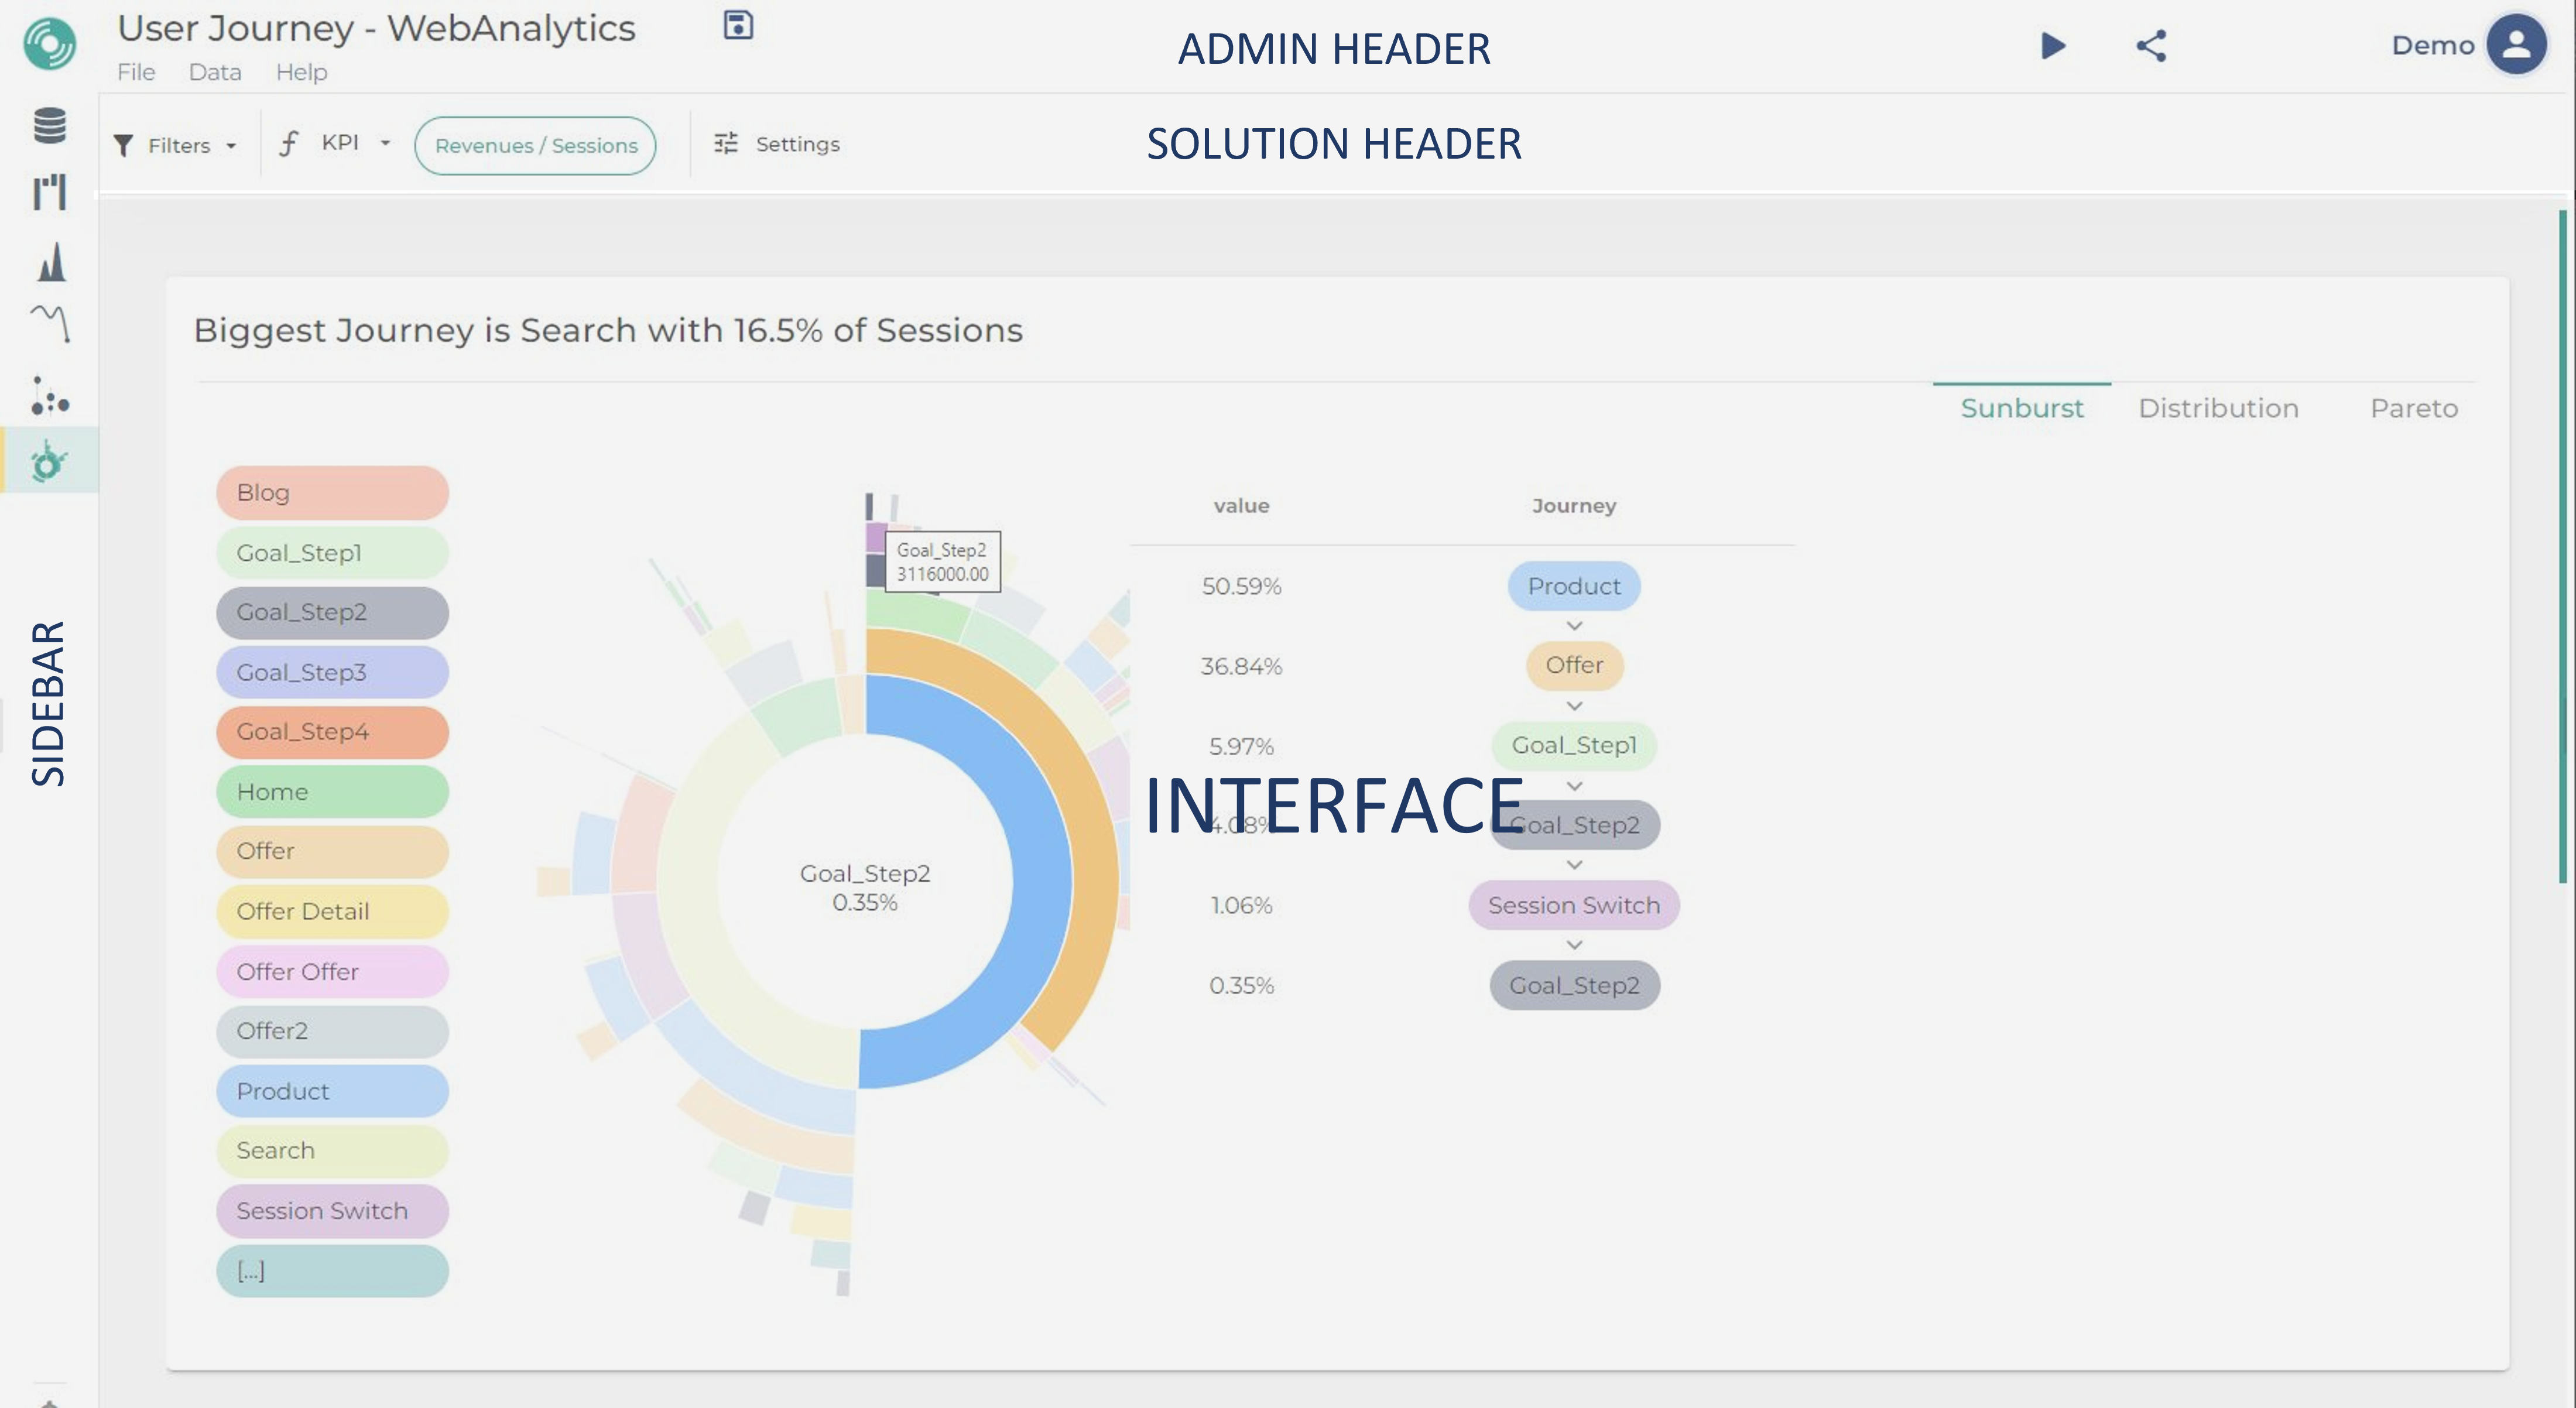 User Journey - WebAnalytics
File Data Help
ADMIN HEADER
Demo
Filters
f KPI
Revenues / Sessions
Settings
SOLUTION HEADER
SIDEBAR
Biggest Journey is Search with 16.5% of Sessions
Sunburst Distribution Pareto
Blog
Goal_Step1
Goal_Step2
Goal_Step3
Goal_Step4
Home
Offer
Offer Detail
Offer Offer
Offer2
Product
Search
Session Switch
[...]
Goal_Step2
3116000.00
Goal_Step2
0.35%
value Journey
50.59% Product
36.84% Offer
5.97% Goal_Step1
INTERFACE
4.08% Goal_Step2
1.06% Session Switch
0.35% Goal_Step2